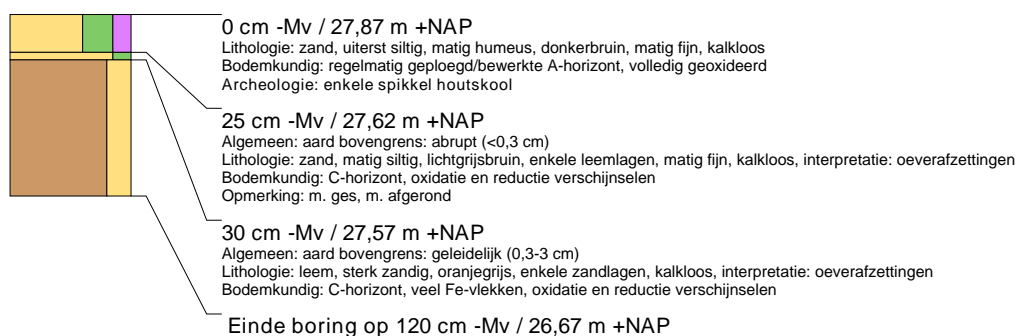 0 cm -Mv / 27,87 m +NAP
Lithologie: zand, uiterst siltig, matig humeus, donkerbruin, matig fijn, kalkloos
Bodemkundig: regelmatig geploegd/bewerkte A-horizont, volledig geoxideerd
Archeologie: enkele spikkel houtskool
25 cm -Mv / 27,62 m +NAP
Algemeen: aard bovengrens: abrupt (<0,3 cm)
Lithologie: zand, matig siltig, lichtgrijsbruin, enkele leemlagen, matig fijn, kalkloos, interpretatie: oeverafzettingen
Bodemkundig: C-horizont, oxidatie en reductie verschijnselen
Opmerking: m. ges, m. afgerond
30 cm -Mv / 27,57 m +NAP
Algemeen: aard bovengrens: geleidelijk (0,3-3 cm)
Lithologie: leem, sterk zandig, oranjegrijs, enkele zandlagen, kalkloos, interpretatie: oeverafzettingen
Bodemkundig: C-horizont, veel Fe-vlekken, oxidatie en reductie verschijnselen
Einde boring op 120 cm -Mv / 26,67 m +NAP